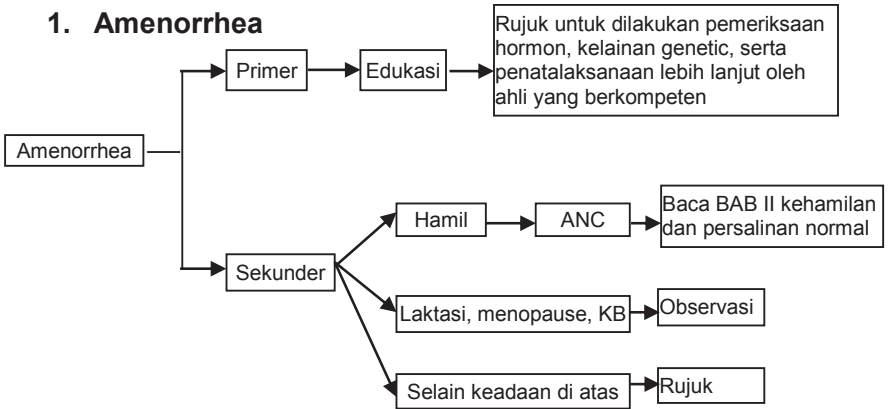 1. Amenorrhea
Rujuk untuk dilakukan pemeriksaan
hormon, kelainan genetic, serta
penatalaksanaan lebih lanjut oleh
ahli yang berkompeten
Primer
Edukasi
Amenorrhea
Hamil
ANC
Baca BAB II kehamilan
dan persalinan normal
Sekunder
Laktasi, menopause, KB
Observasi
Selain keadaan di atas
Rujuk